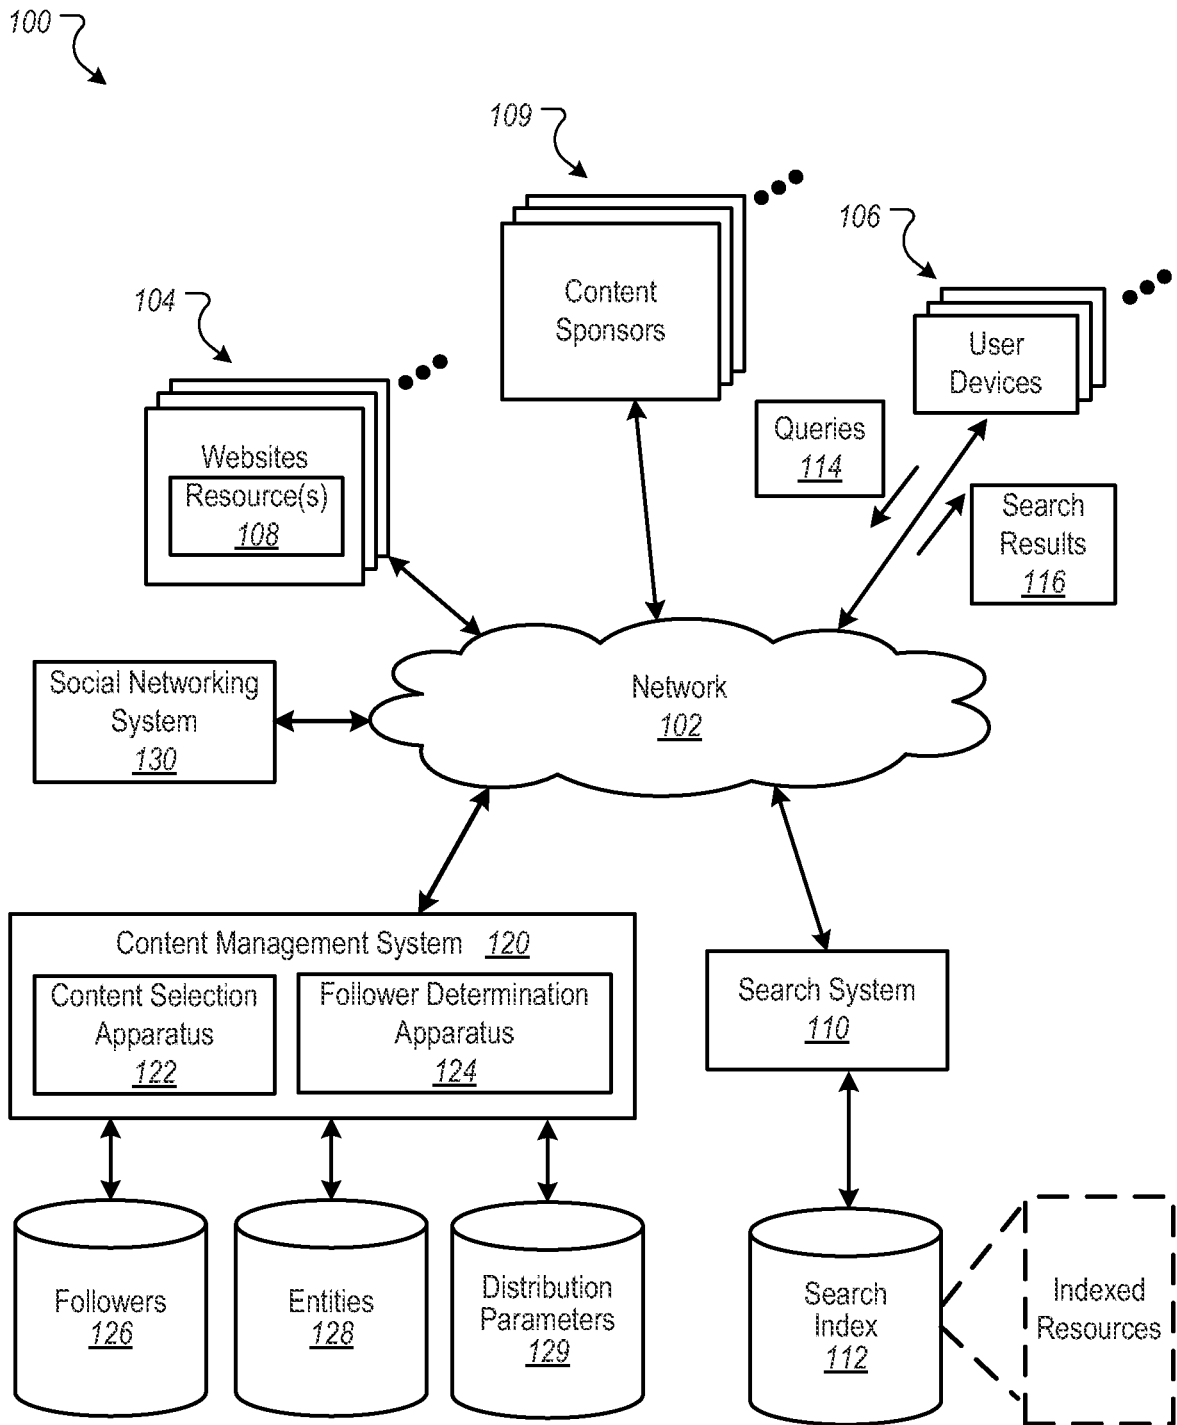 100
109
Content
Sponsors
106
User
Devices
104
Websites
Resource(s)
108
Queries
114
Search
Results
116
Social Networking
System
130
Network
102
Content Management System 120
Content Selection
Apparatus
122
Follower Determination
Apparatus
124
Search System
110
Followers
126
Entities
128
Distribution
Parameters
129
Search
Index
112
Indexed
Resources